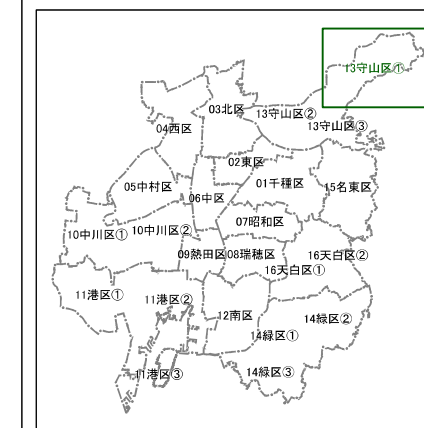 13守山区①
03北区
13守山区②
13守山区③
04西区
02東区
01千種区
05中村区
15名東区
06中区
07昭和区
10中川区①
10中川区②
09熱田区
08瑞穂区
16天白区②
16天白区①
11港区①
11港区②
12南区
14緑区②
14緑区①
11港区③
14緑区③